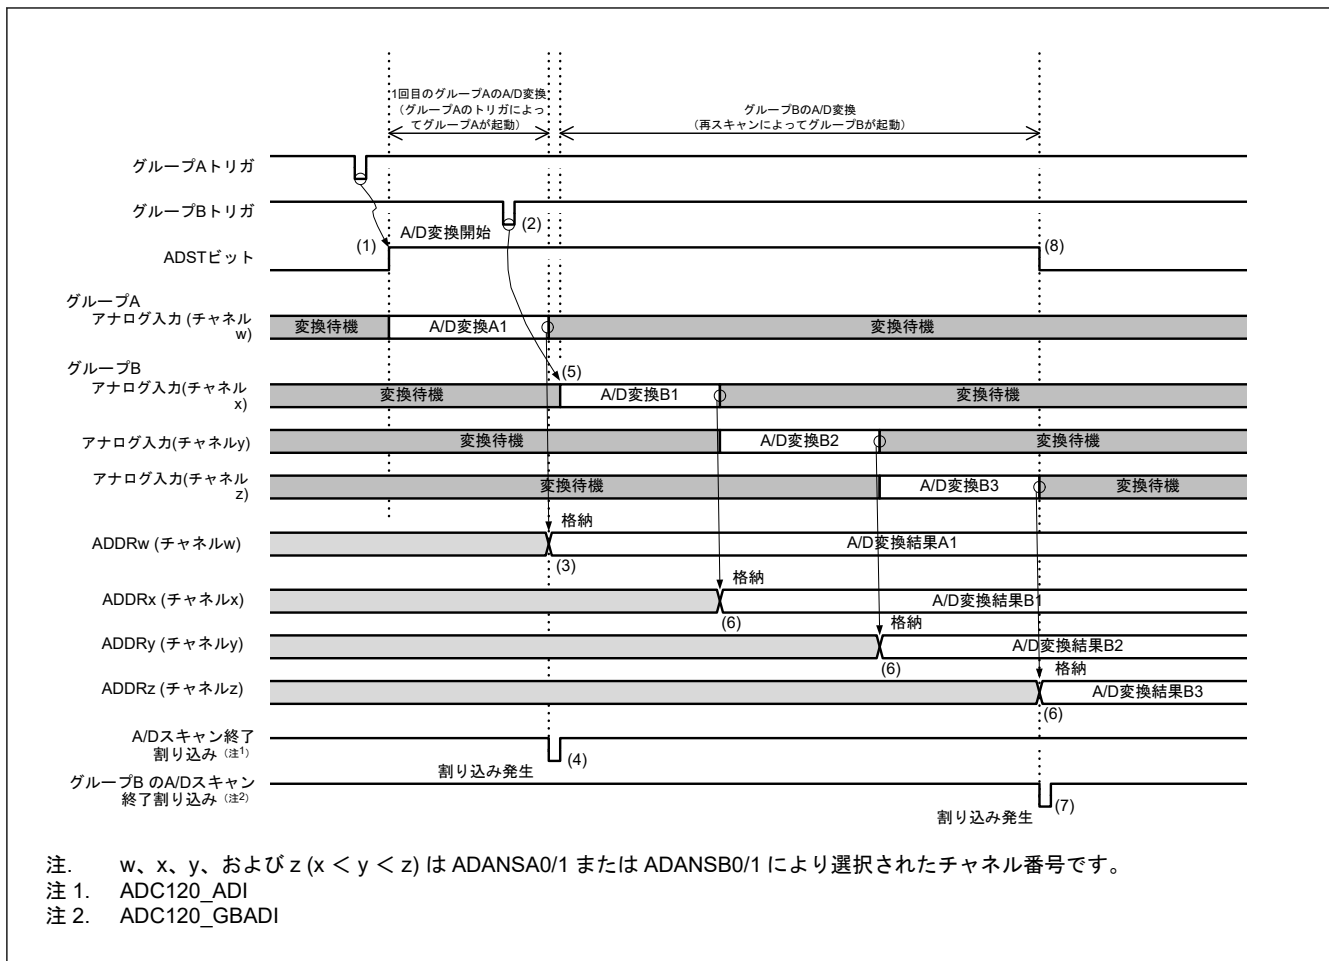 1回目のグループAのA/D変換
（グループAのトリガによっ
てグループAが起動）
グループBのA/D変換
（再スキャンによってグループBが起動）
グループAトリガ
グループBトリガ
(2)
A/D変換開始
(1)
(8)
ADSTビット
グループA
アナログ入力 (チャネル
w)
変換待機
A/D変換A1
変換待機
グループB
アナログ入力(チャネル
x)
(5)
変換待機
A/D変換B1
変換待機
アナログ入力(チャネルy)
変換待機
A/D変換B2
変換待機
アナログ入力(チャネル
z)
変換待機
A/D変換B3
変換待機
格納
ADDRw (チャネルw)
A/D変換結果A1
(3)
格納
ADDRx (チャネルx)
A/D変換結果B1
(6)
格納
ADDRy (チャネルy)
A/D変換結果B2
(6)
格納
ADDRz (チャネルz)
A/D変換結果B3
(6)
A/Dスキャン終了
割り込み（注1）
(4)
割り込み発生
グループB のA/Dスキャン
終了割り込み（注2）
(7)
割り込み発生
注. w、x、y、および z (x ＜ y ＜ z) は ADANSA0/1 または ADANSB0/1 により選択されたチャネル番号です。
注 1. ADC120_ADI
注 2. ADC120_GBADI